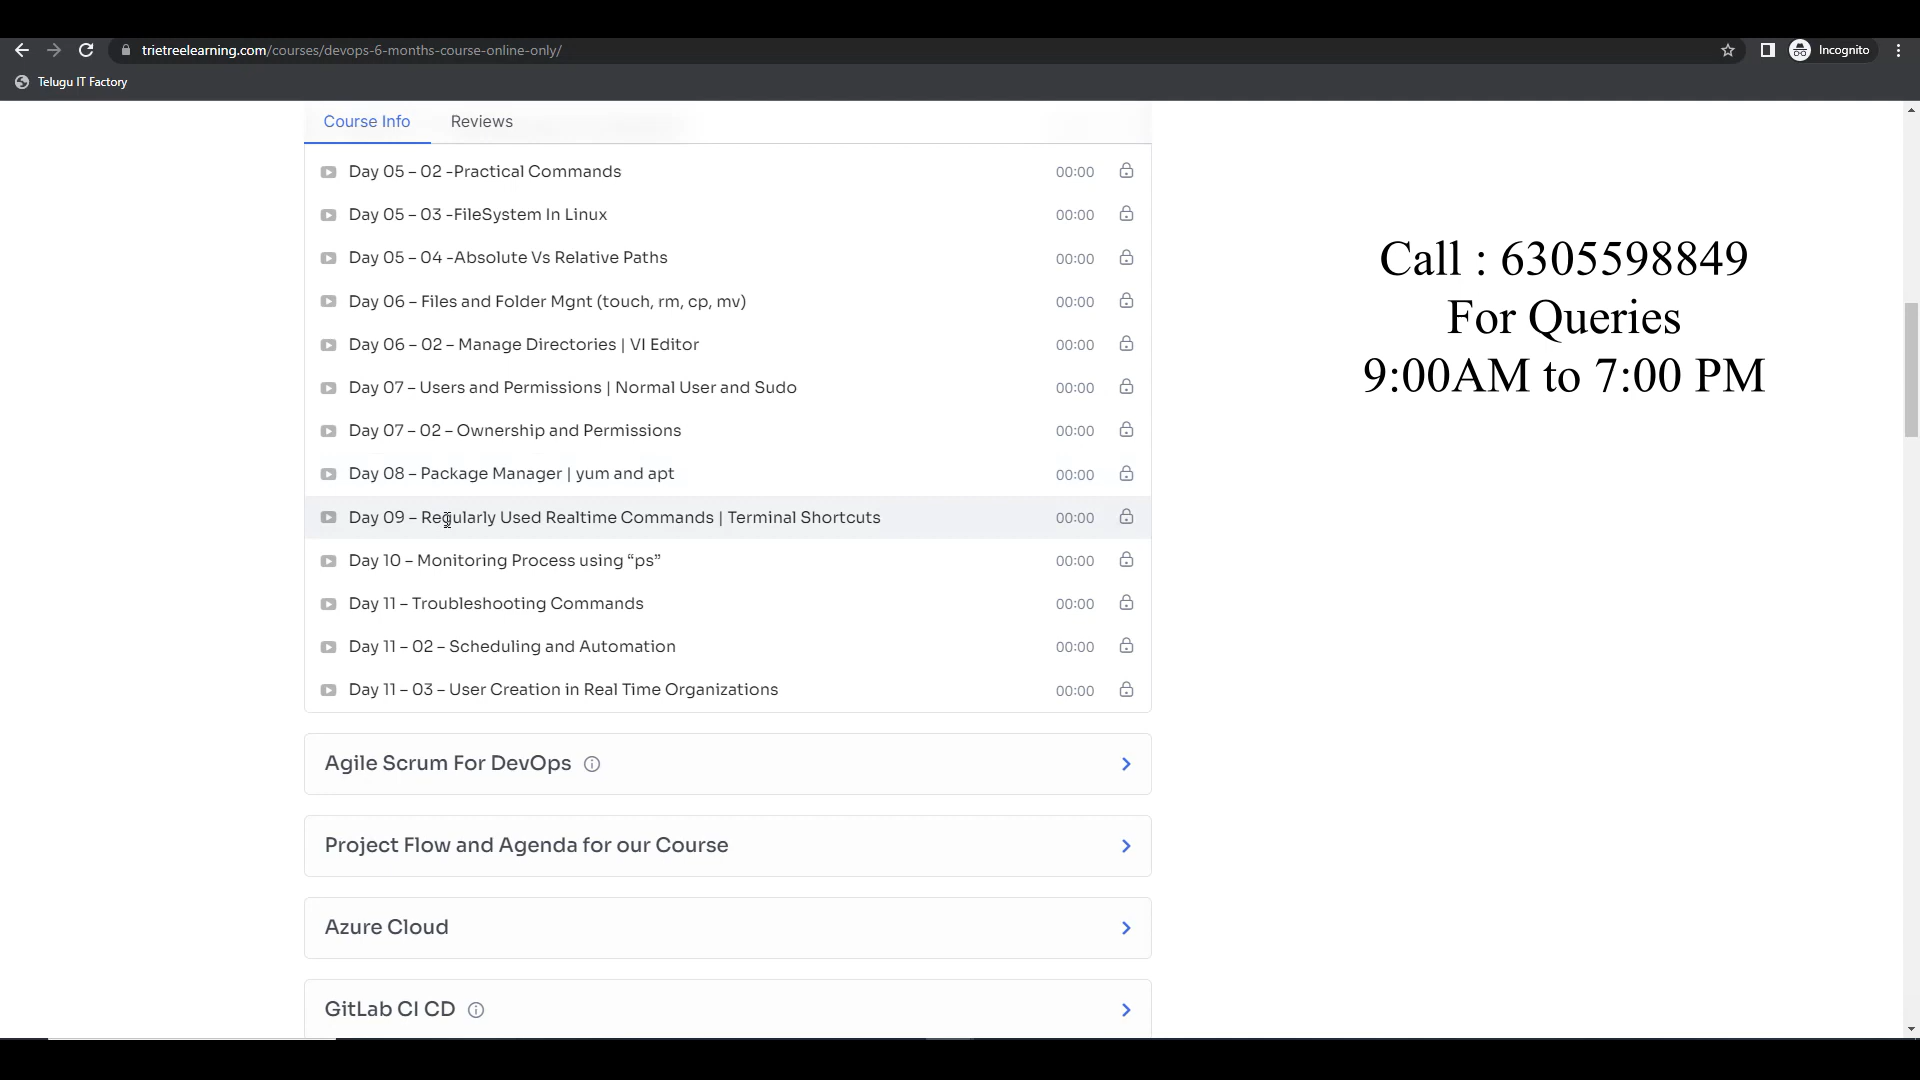 trietreelearning.com/courses/devops-6-months-course-online-only/
Incognito
Telugu IT Factory
Course Info
Reviews
Day 05 – 02 -Practical Commands
00:00
Day 05 – 03 -FileSystem In Linux
00:00
Day 05 – 04 -Absolute Vs Relative Paths
00:00
Day 06 – Files and Folder Mgnt (touch, rm, cp, mv)
00:00
Day 06 – 02 – Manage Directories | VI Editor
00:00
Day 07 – Users and Permissions | Normal User and Sudo
00:00
Day 07 – 02 – Ownership and Permissions
00:00
Day 08 – Package Manager | yum and apt
00:00
Day 09 – Regularly Used Realtime Commands | Terminal Shortcuts
00:00
Day 10 – Monitoring Process using “ps”
00:00
Day 11 – Troubleshooting Commands
00:00
Day 11 – 02 – Scheduling and Automation
00:00
Day 11 – 03 – User Creation in Real Time Organizations
00:00
Agile Scrum For DevOps
Project Flow and Agenda for our Course
Azure Cloud
GitLab CI CD
Call : 6305598849
For Queries
9:00AM to 7:00 PM